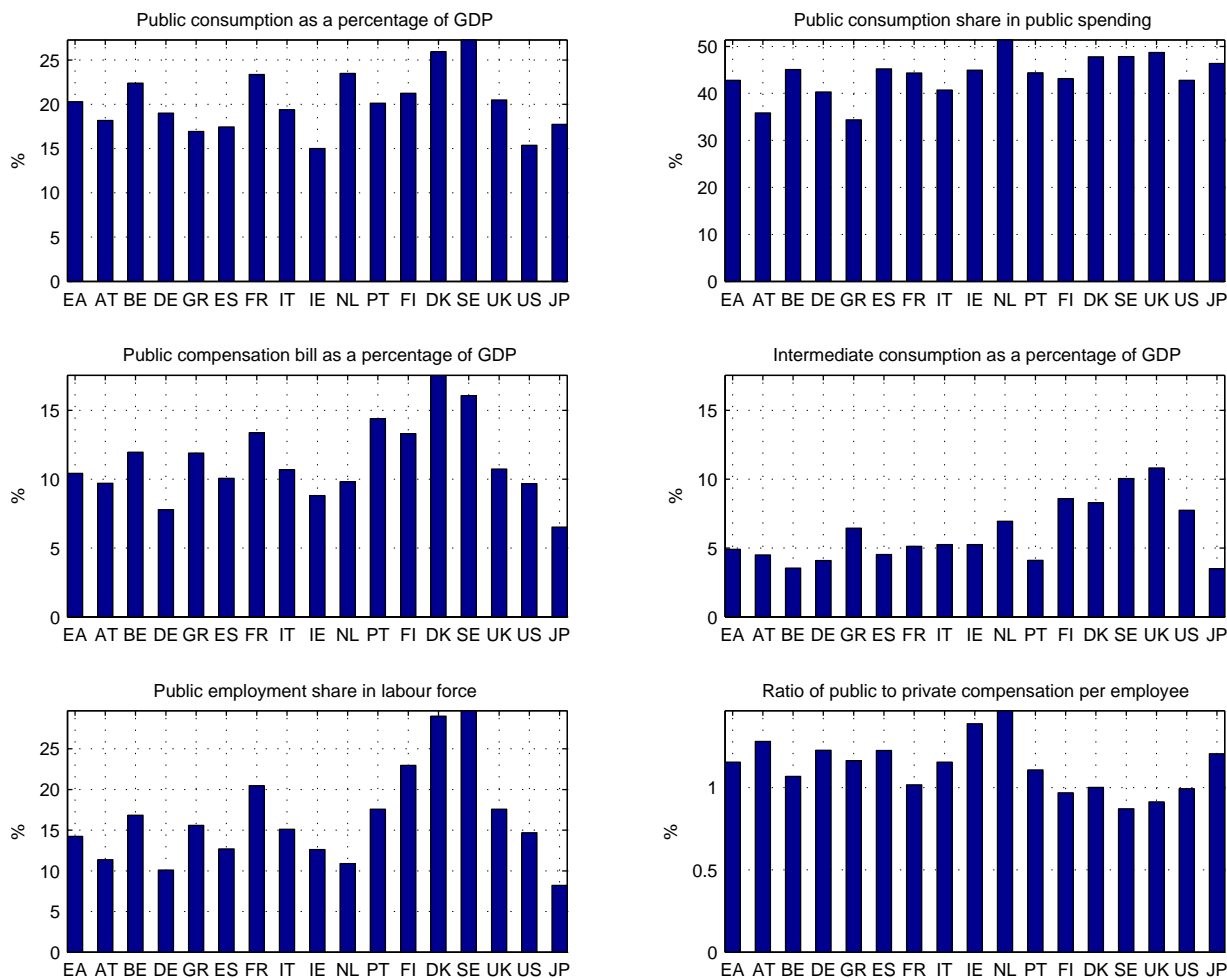 Public consumption as a percentage of GDP
25
20
15
10
5
0
%
EA AT BE DE GR ES FR IT IE NL PT FI DK SE UK US JP
Public consumption share in public spending
50
40
30
20
10
0
%
EA AT BE DE GR ES FR IT IE NL PT FI DK SE UK US JP
Public compensation bill as a percentage of GDP
15
10
5
0
%
EA AT BE DE GR ES FR IT IE NL PT FI DK SE UK US JP
Intermediate consumption as a percentage of GDP
15
10
5
0
%
EA AT BE DE GR ES FR IT IE NL PT FI DK SE UK US JP
Public employment share in labour force
25
20
15
10
5
0
%
EA AT BE DE GR ES FR IT IE NL PT FI DK SE UK US JP
Ratio of public to private compensation per employee
1
0.5
0
%
EA AT BE DE GR ES FR IT IE NL PT FI DK SE UK US JP